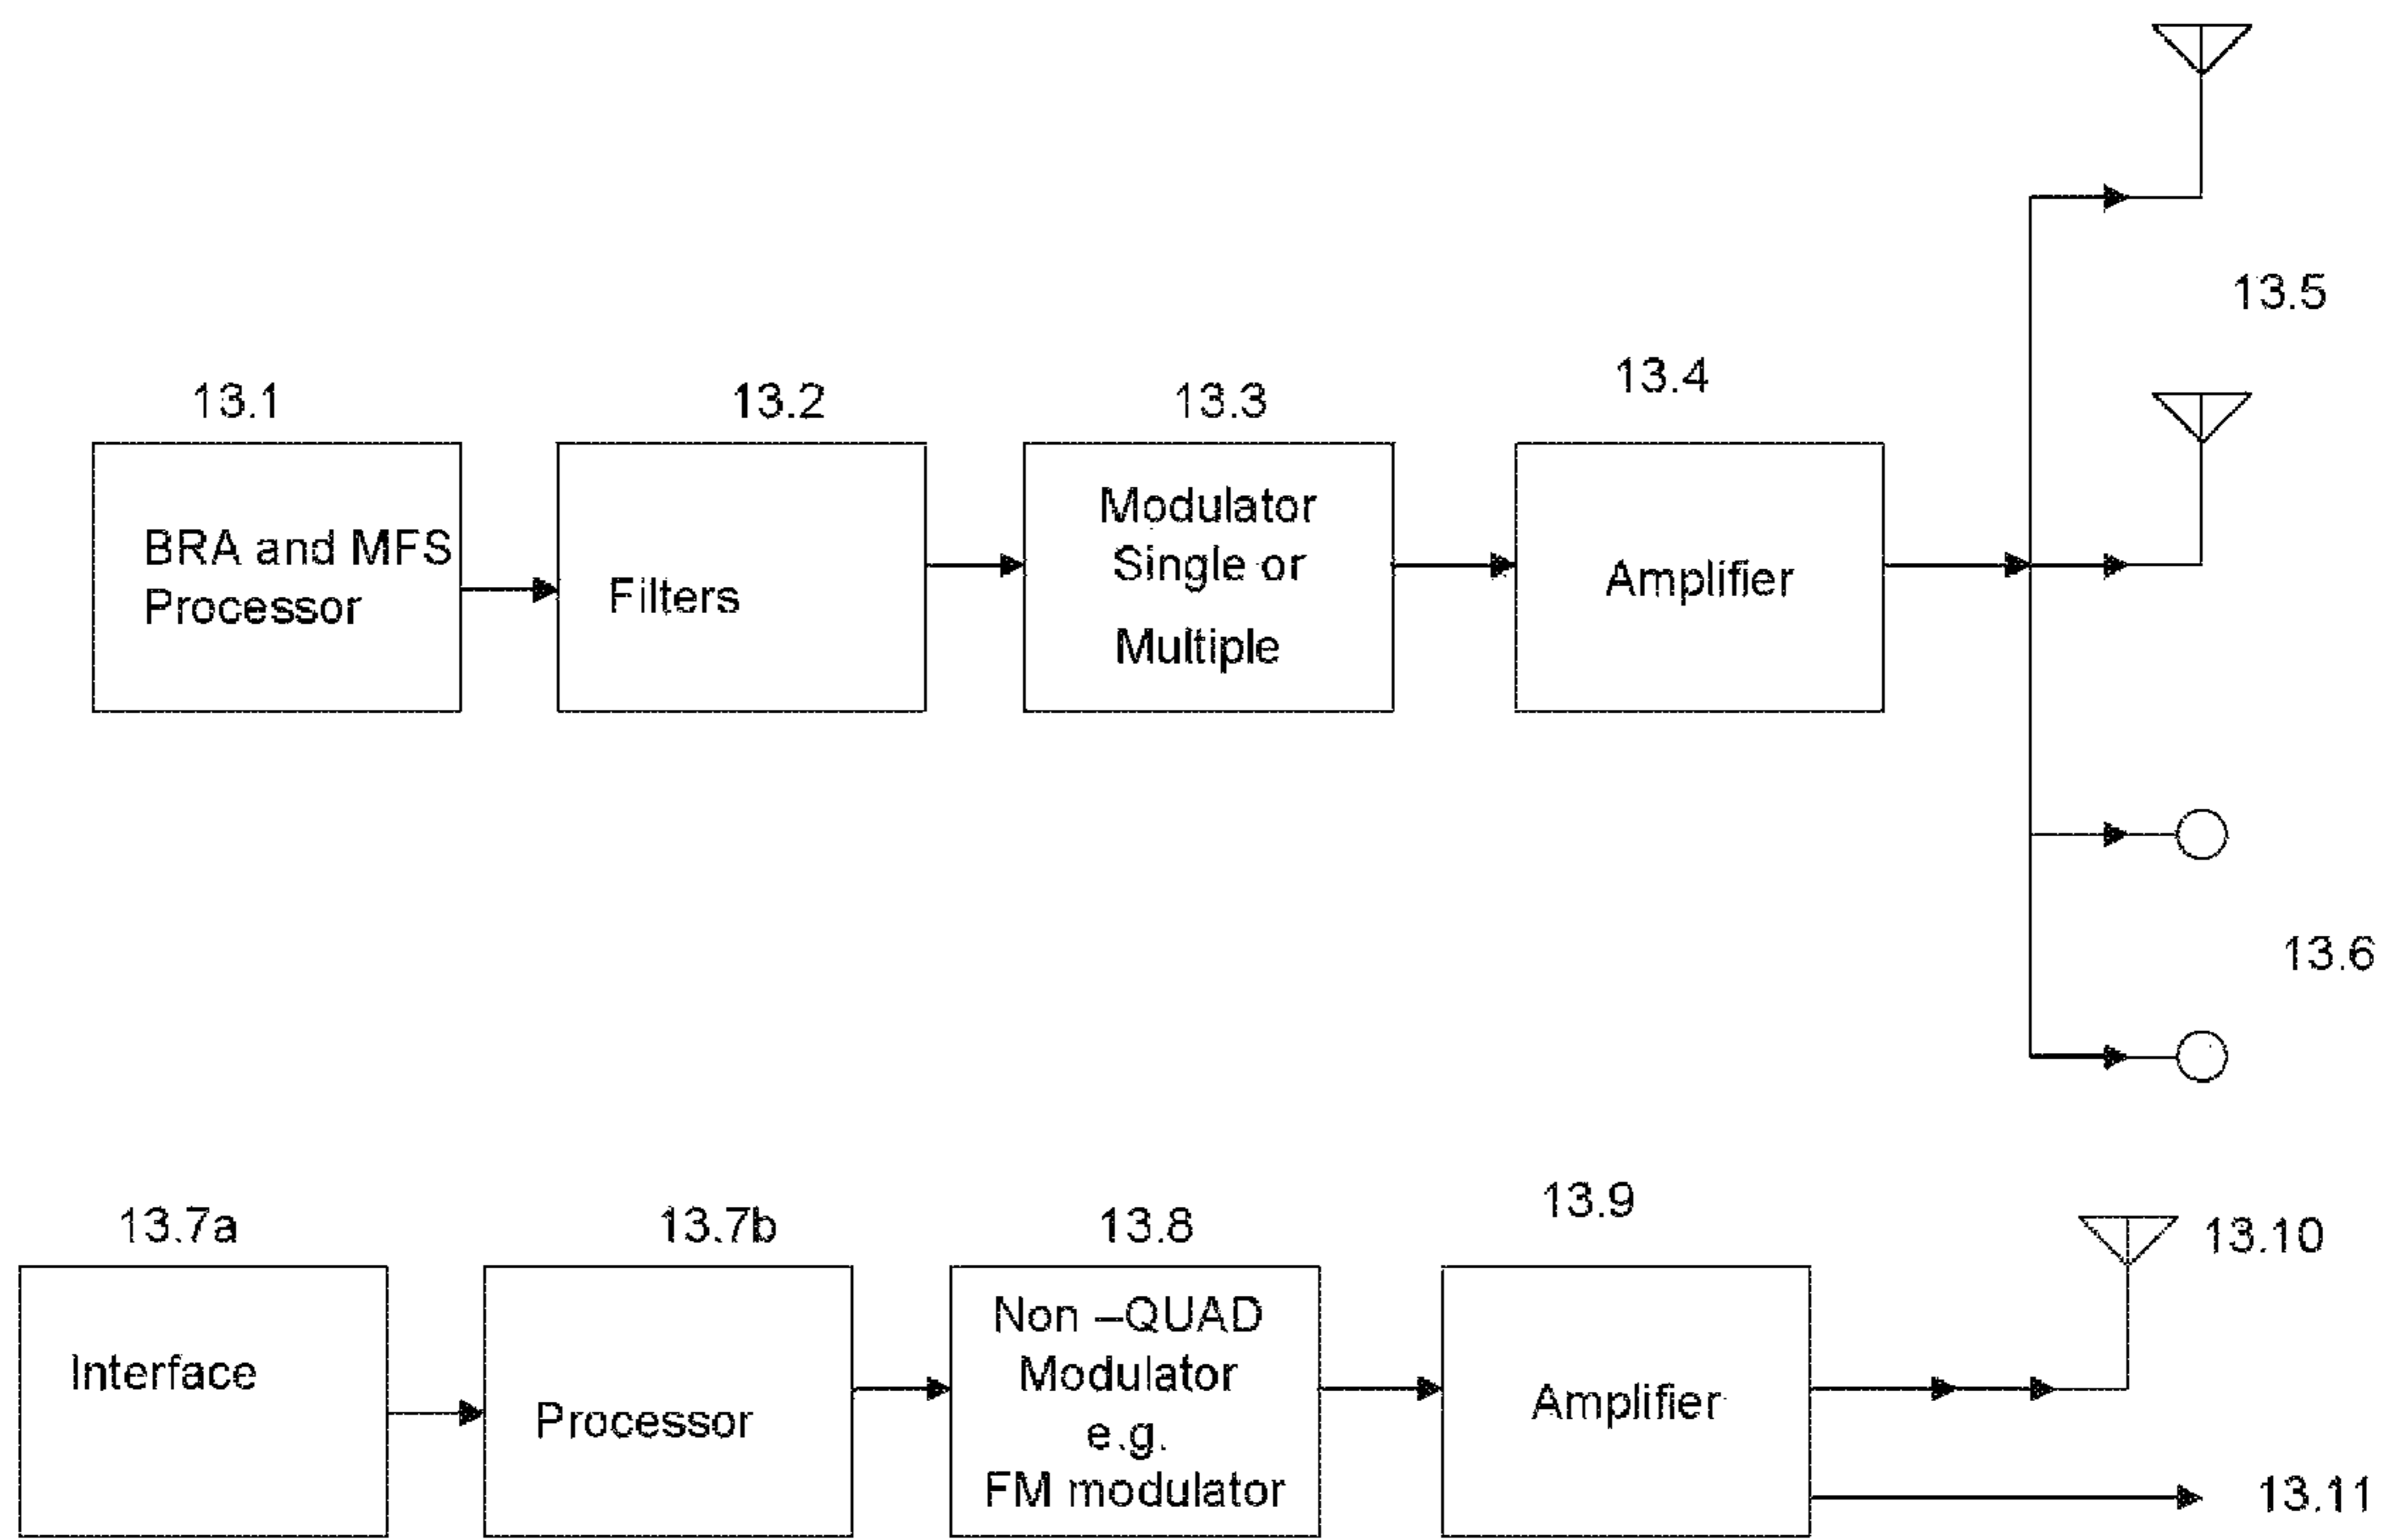 13.5
13.1
13.2
13.3
13.4
BRA and MFS
Processor
Filters
Modulator
Single or
Multiple
Amplifier
13.6
13.7a
13.7b
13.8
13.9
13.10
Interface
Processor
Non –QUAD
Modulator
e.g.
FM modulator
Amplifier
13.11